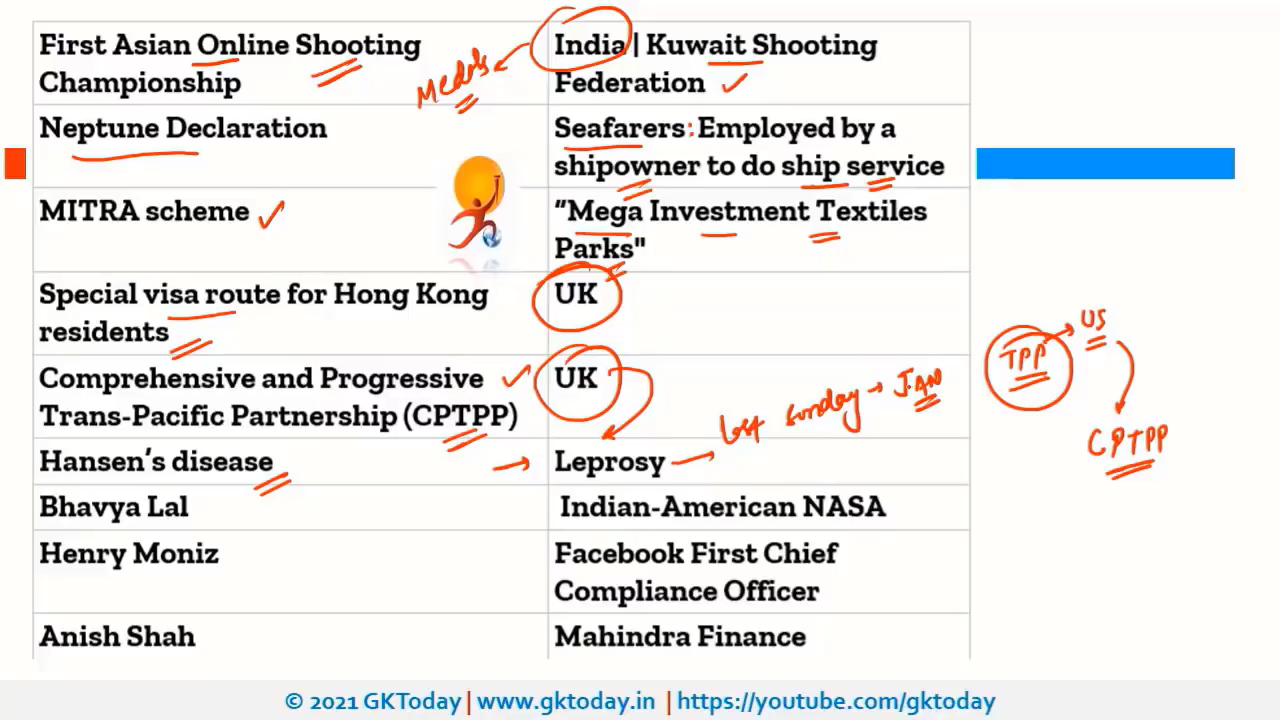 First Asian Online Shooting
Championship
India | Kuwait Shooting
Federation
Medals
Neptune Declaration
Seafarers: Employed by a
shipowner to do ship service
MITRA scheme
“Mega Investment Textiles
Parks"
Special visa route for Hong Kong
residents
UK
TPP
US
Comprehensive and Progressive
Trans-Pacific Partnership (CPTPP)
UK
last sunday → JAN
CPTPP
Hansen’s disease
Leprosy
Bhavya Lal
Indian-American NASA
Henry Moniz
Facebook First Chief
Compliance Officer
Anish Shah
Mahindra Finance
© 2021 GKToday | www.gktoday.in | https://youtube.com/gktoday